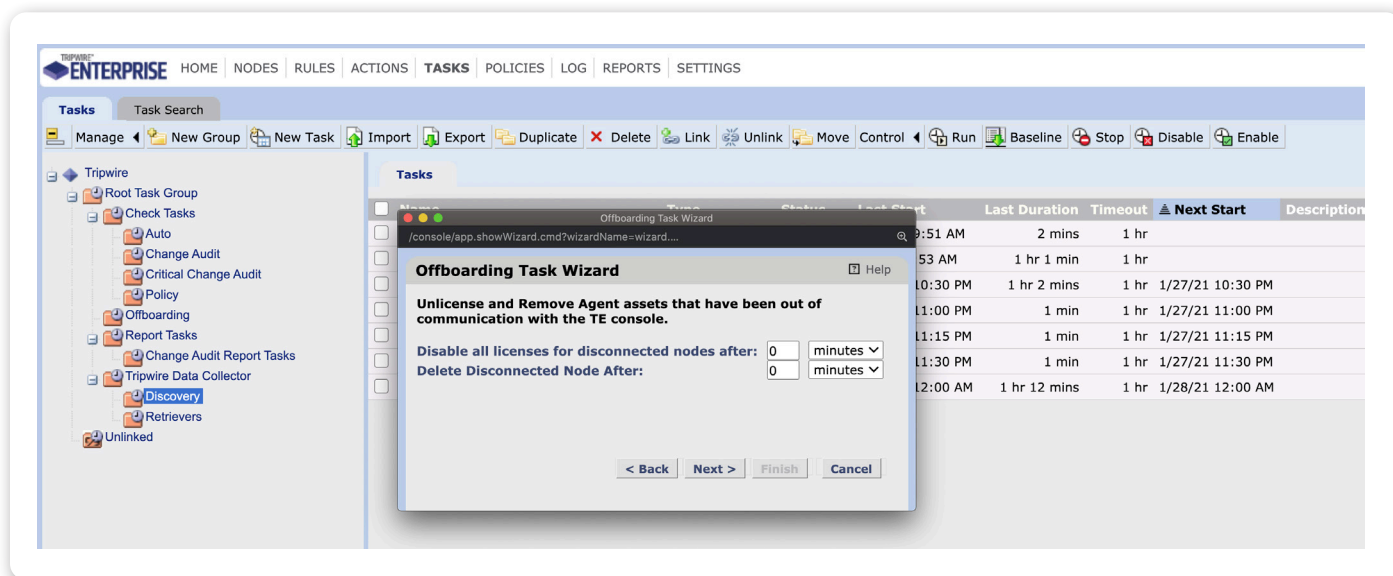 TRIPWIRE
ENTERPRISE HOME NODES RULES ACTIONS TASKS POLICIES LOG REPORTS SETTINGS
Tasks Task Search
Manage New Group New Task Import Export Duplicate Delete Link Unlink Move Control Run Baseline Stop Disable Enable
Tripwire
Root Task Group
Check Tasks
Auto
Change Audit
Critical Change Audit
Policy
Offboarding
Report Tasks
Change Audit Report Tasks
Tripwire Data Collector
Discovery
Retrievers
Unlinked
Tasks
Name Type Status Last Start Last Duration Timeout Next Start Description
9:51 AM 2 mins 1 hr
53 AM 1 hr 1 min 1 hr
10:30 PM 1 hr 2 mins 1 hr 1/27/21 10:30 PM
11:00 PM 1 min 1 hr 1/27/21 11:00 PM
11:15 PM 1 min 1 hr 1/27/21 11:15 PM
11:30 PM 1 min 1 hr 1/27/21 11:30 PM
12:00 AM 1 hr 12 mins 1 hr 1/28/21 12:00 AM
Offboarding Task Wizard
/console/app.showWizard.cmd?wizardName=wizard....
Offboarding Task Wizard ? Help
Unlicense and Remove Agent assets that have been out of
communication with the TE console.
Disable all licenses for disconnected nodes after: 0 minutes
Delete Disconnected Node After: 0 minutes
< Back Next > Finish Cancel